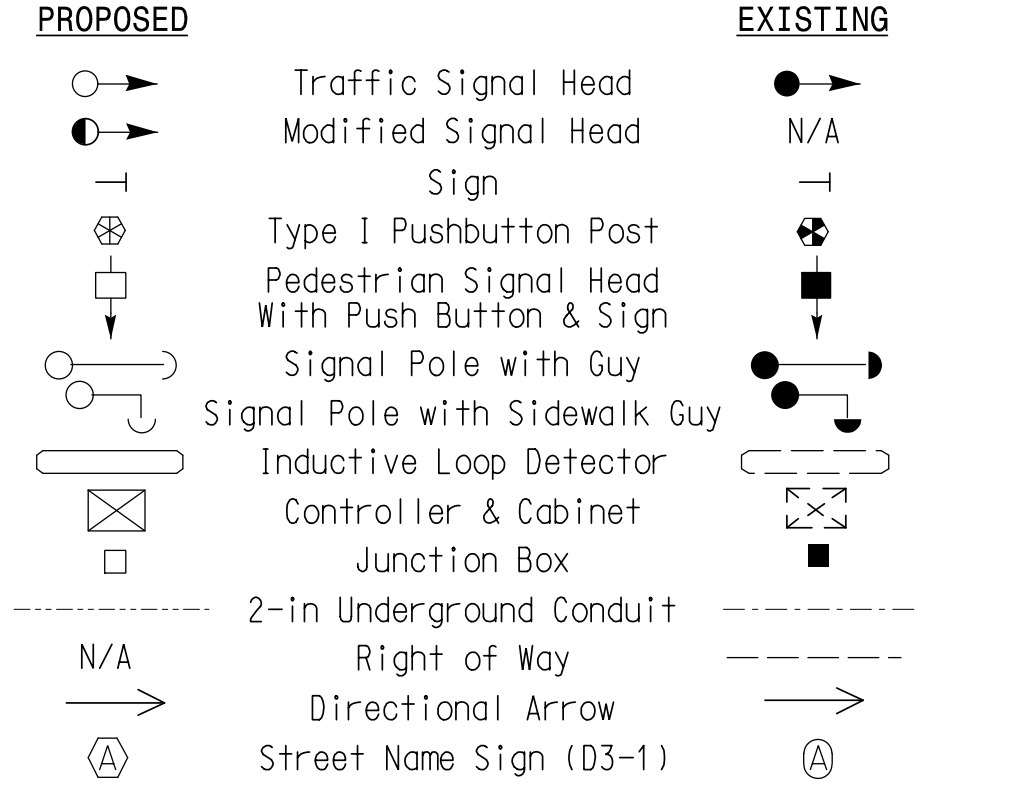 PROPOSED EXISTING
Traffic Signal Head
Modified Signal Head N/A
Sign
Type I Pushbutton Post
Pedestrian Signal Head
With Push Button & Sign
Signal Pole with Guy
Signal Pole with Sidewalk Guy
Inductive Loop Detector
Controller & Cabinet
Junction Box
2-in Underground Conduit
N/A Right of Way
Directional Arrow
A Street Name Sign (D3-1) A